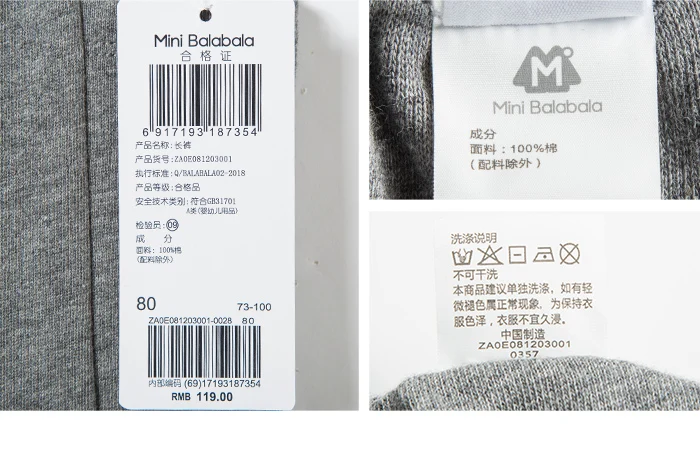 Mini Balabala
合格证
6 917193 187354
产品名称: 长裤
产品货号: ZA0E081203001
执行标准: Q/BALABALA02-2018
产品等级: 合格品
安全技术类别: 符合GB31701
A类(婴幼儿用品)
检验员: 09
成 分
面料: 100%棉
(配料除外)
80 73-100
ZA0E081203001-0028 80
内部编码 (69)17193187354
RMB 119.00
M
Mini Balabala
成分
面料: 100%棉
(配料除外)
洗涤说明
不可干洗
本商品建议单独洗涤, 如有轻
微褪色属正常现象, 为保持衣
服色泽, 衣服不宜久浸。
中国制造
ZA0E081203001
0357